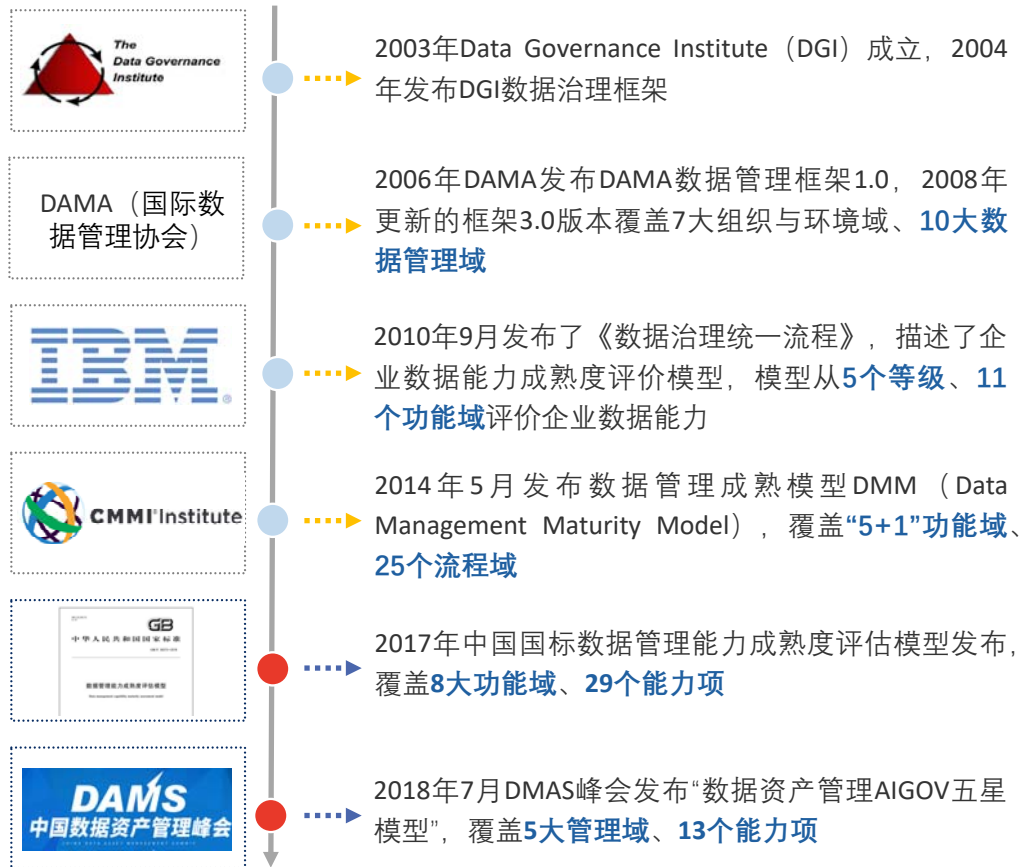 The
Data Governance
Institute
2003年Data Governance Institute（DGI）成立，2004
年发布DGI数据治理框架
DAMA（国际数
据管理协会）
2006年DAMA发布DAMA数据管理框架1.0，2008年
更新的框架3.0版本覆盖7大组织与环境域、10大数
据管理域
IBM®
2010年9月发布了《数据治理统一流程》，描述了企
业数据能力成熟度评价模型，模型从5个等级、11
个功能域评价企业数据能力
CMMI Institute
2014年5月发布数据管理成熟模型DMM（Data
Management Maturity Model），覆盖“5+1”功能域、
25个流程域
GB
中华人民共和国国家标准
数据管理能力成熟度评估模型
2017年中国国标数据管理能力成熟度评估模型发布，
覆盖8大功能域、29个能力项
DAMS
中国数据资产管理峰会
CHINA DATA ASSET MANAGEMENT SUMMIT
2018年7月DMAS峰会发布“数据资产管理AIGOV五星
模型”，覆盖5大管理域、13个能力项